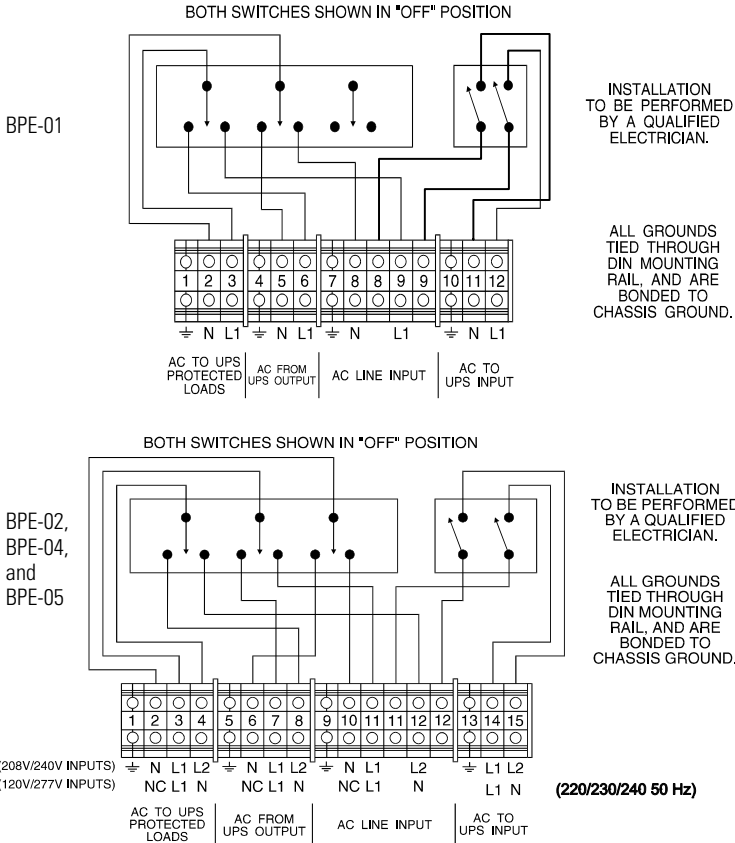 BOTH SWITCHES SHOWN IN "OFF" POSITION
BPE-01
INSTALLATION
TO BE PERFORMED
BY A QUALIFIED
ELECTRICIAN.
ALL GROUNDS
TIED THROUGH
DIN MOUNTING
RAIL, AND ARE
BONDED TO
CHASSIS GROUND.
1 2 3 4 5 6 7 8 8 9 9 10 11 12
N L1 N L1 N L1 N L1
AC TO UPS
PROTECTED
LOADS
AC FROM
UPS OUTPUT
AC LINE INPUT
AC TO
UPS INPUT
BOTH SWITCHES SHOWN IN "OFF" POSITION
BPE-02,
BPE-04,
and
BPE-05
INSTALLATION
TO BE PERFORMED
BY A QUALIFIED
ELECTRICIAN.
ALL GROUNDS
TIED THROUGH
DIN MOUNTING
RAIL, AND ARE
BONDED TO
CHASSIS GROUND.
1 2 3 4 5 6 7 8 9 10 11 11 12 12 13 14 15
(208V/240V INPUTS) N L1 L2 N L1 L2 N L1 L2 L1 L2
(120V/277V INPUTS) NC L1 N NC L1 N NC L1 N L1 N
(220/230/240 50 Hz)
AC TO UPS
PROTECTED
LOADS
AC FROM
UPS OUTPUT
AC LINE INPUT
AC TO
UPS INPUT